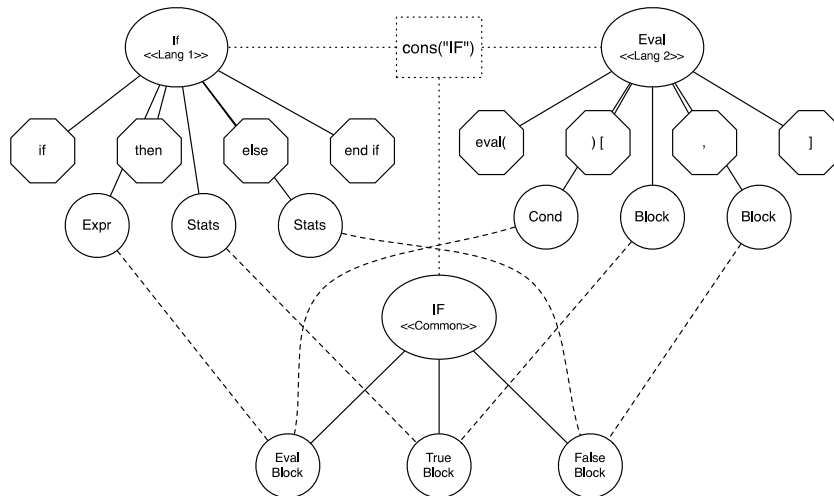 If
<<Lang 1>>
cons("IF")
Eval
<<Lang 2>>
if
then
else
end if
eval(
) [
,
]
Expr
Stats
Stats
Cond
Block
Block
IF
<<Common>>
Eval
Block
True
Block
False
Block